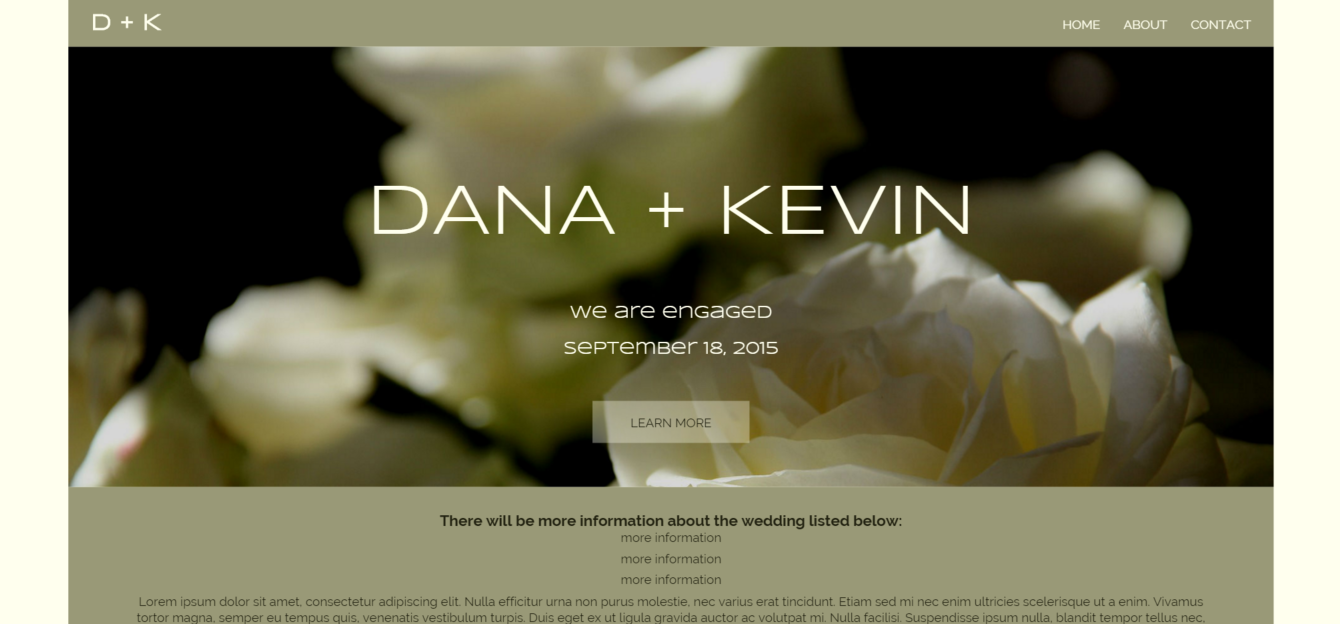 D + K
HOME ABOUT CONTACT
DANA + KEVIN
we are engaged
september 18, 2015
LEARN MORE
There will be more information about the wedding listed below:
more information
more information
more information
Lorem ipsum dolor sit amet, consectetur adipiscing elit. Nulla efficitur urna non purus molestie, nec varius erat tincidunt. Etiam sed mi nec enim ultricies scelerisque ut a enim. Vivamus
tortor magna, semper eu tempus quis, venenatis vestibulum turpis. Duis eget ex ut ligula gravida auctor ac volutpat mi. Nulla facilisi. Suspendisse ipsum nulla, blandit tempor tellus nec,